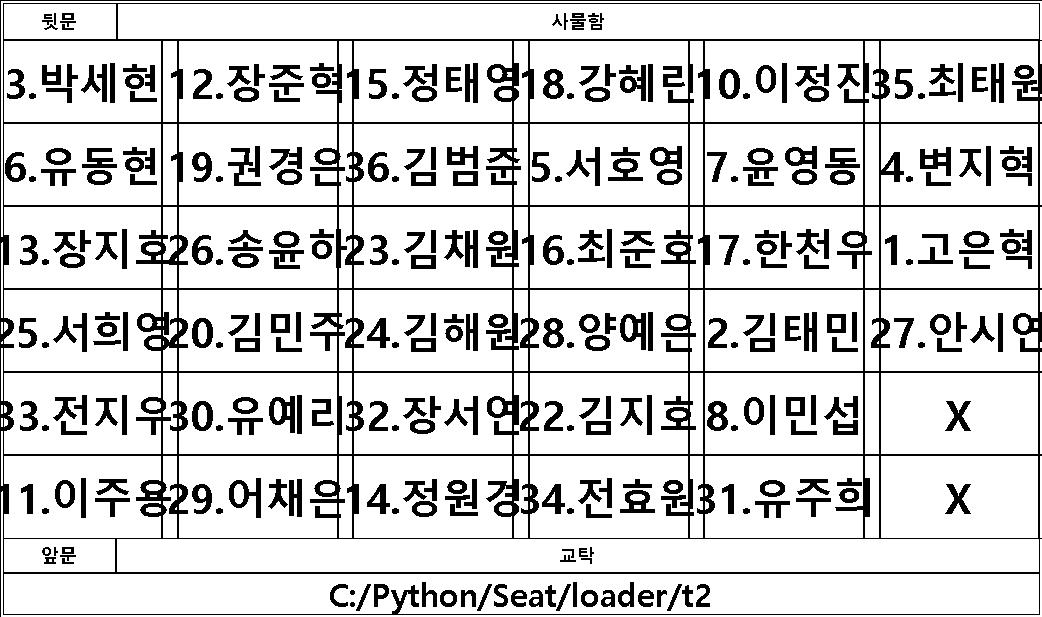 뒷문 사물함
3.박세현 12.장준혁 15.정태영 18.강혜린 10.이정진 35.최태원
6.유동현 19.권경은 36.김범준 5.서호영 7.윤영동 4.변지혁
13.장지호 26.송윤하 23.김채원 16.최준호 17.한천우 1.고은혁
25.서희영 20.김민주 24.김해원 28.양예은 2.김태민 27.안시연
33.전지우 30.유예리 32.장서연 22.김지호 8.이민섭 X
11.이주용 29.어채은 14.정원경 34.전효원 31.유주희 X
앞문 교탁
C:/Python/Seat/loader/t2